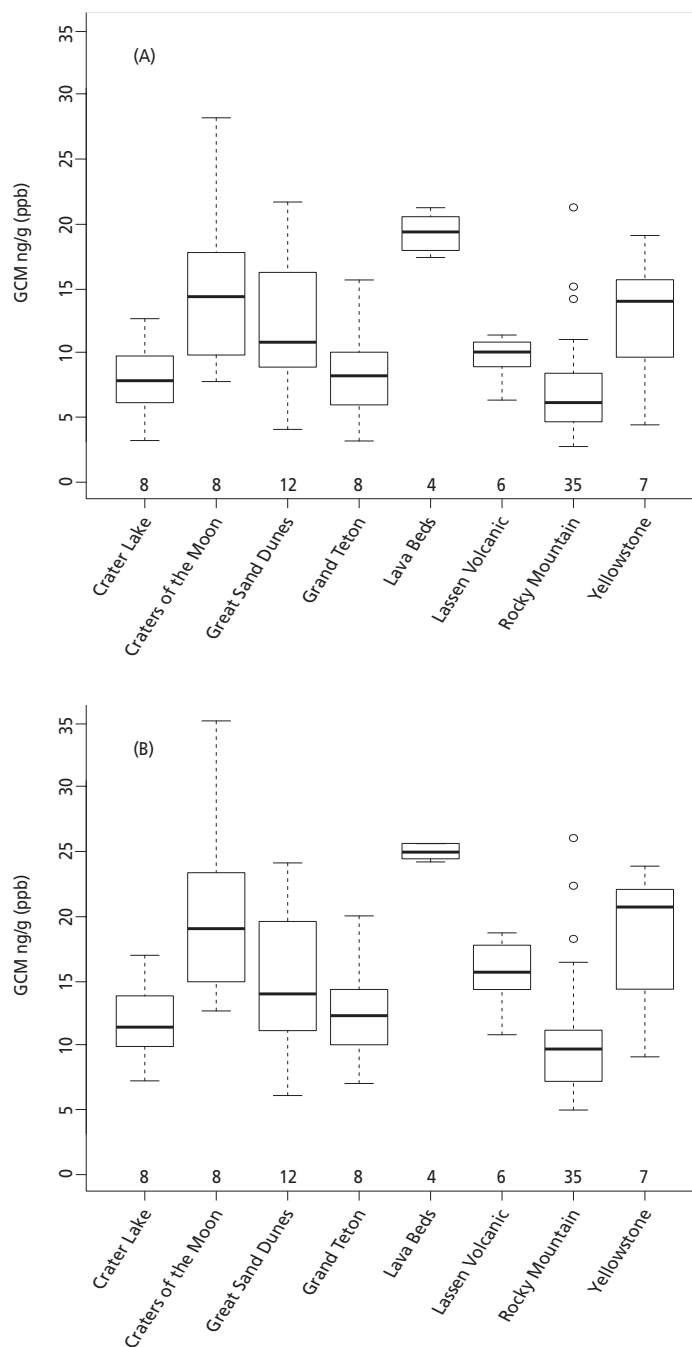 (A)
GCM ng/g (ppb)
35
30
25
20
15
10
5
0
8 8 12 8 4 6 35 7
Crater Lake
Craters of the Moon
Great Sand Dunes
Grand Teton
Lava Beds
Lassen Volcanic
Rocky Mountain
Yellowstone
(B)
GCM ng/g (ppb)
35
30
25
20
15
10
5
0
8 8 12 8 4 6 35 7
Crater Lake
Craters of the Moon
Great Sand Dunes
Grand Teton
Lava Beds
Lassen Volcanic
Rocky Mountain
Yellowstone